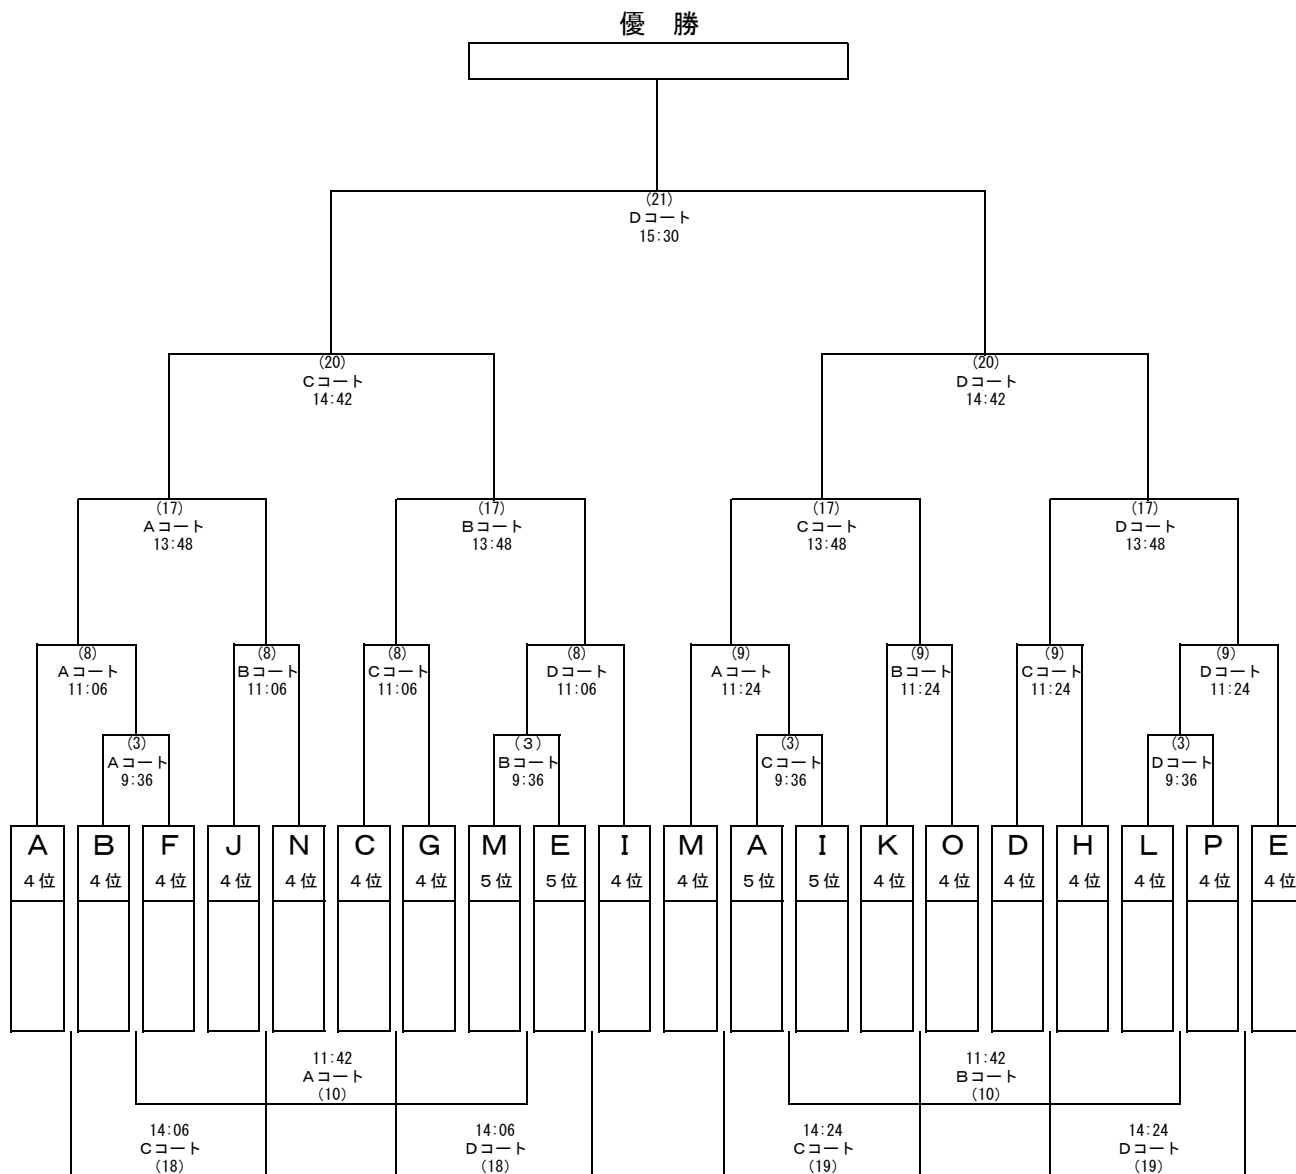 優　勝
(21)
Dコート
15:30
(20)
Cコート
14:42
(20)
Dコート
14:42
(17)
Aコート
13:48
(17)
Bコート
13:48
(17)
Cコート
13:48
(17)
Dコート
13:48
(8)
Aコート
11:06
(8)
Bコート
11:06
(8)
Cコート
11:06
(8)
Dコート
11:06
(9)
Aコート
11:24
(9)
Bコート
11:24
(9)
Cコート
11:24
(9)
Dコート
11:24
(3)
Aコート
9:36
(３)
Bコート
9:36
(3)
Cコート
9:36
(3)
Dコート
9:36
A B F J N C G M E I M A I K O D H L P E
４位 ４位 ４位 ４位 ４位 ４位 ４位 ５位 ５位 ４位 ４位 ５位 ５位 ４位 ４位 ４位 ４位 ４位 ４位 ４位
11:42
Aコート
(10)
11:42
Bコート
(10)
14:06
Cコート
(18)
14:06
Dコート
(18)
14:24
Cコート
(19)
14:24
Dコート
(19)